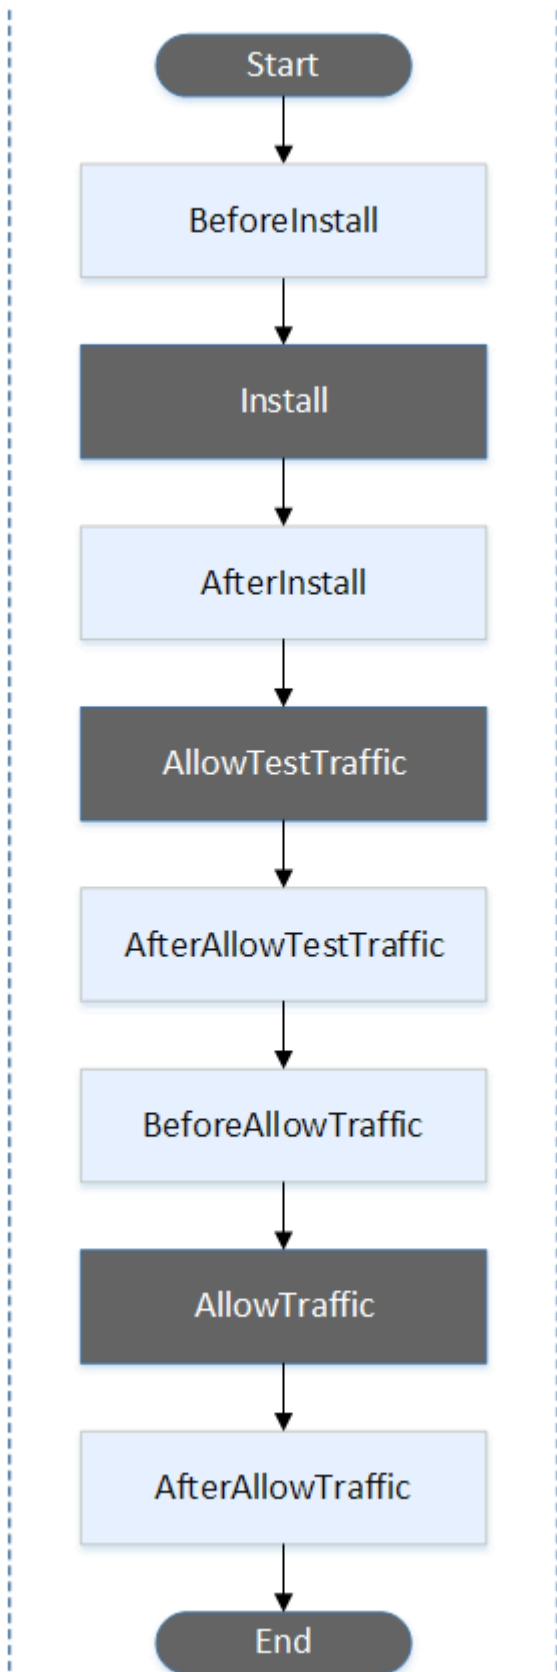 Start
BeforeInstall
Install
AfterInstall
AllowTestTraffic
AfterAllowTestTraffic
BeforeAllowTraffic
AllowTraffic
AfterAllowTraffic
End